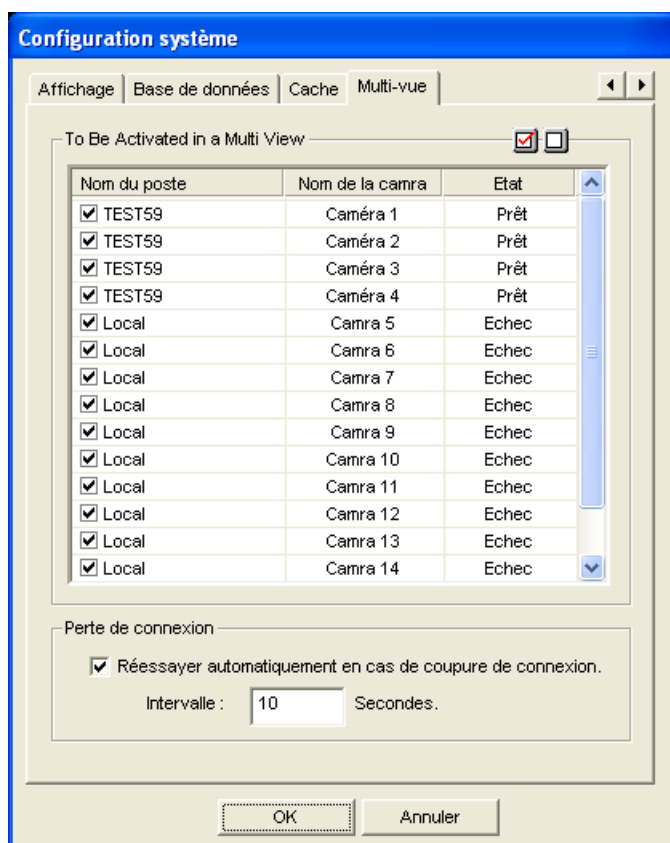 Configuration système
Affichage Base de données Cache Multi-vue
To Be Activated in a Multi View
Nom du poste Nom de la camra Etat
TEST59 Caméra 1 Prêt
TEST59 Caméra 2 Prêt
TEST59 Caméra 3 Prêt
TEST59 Caméra 4 Prêt
Local Camra 5 Echec
Local Camra 6 Echec
Local Camra 7 Echec
Local Camra 8 Echec
Local Camra 9 Echec
Local Camra 10 Echec
Local Camra 11 Echec
Local Camra 12 Echec
Local Camra 13 Echec
Local Camra 14 Echec
Perte de connexion
Réessayer automatiquement en cas de coupure de connexion.
Intervalle : 10 Secondes.
OK Annuler